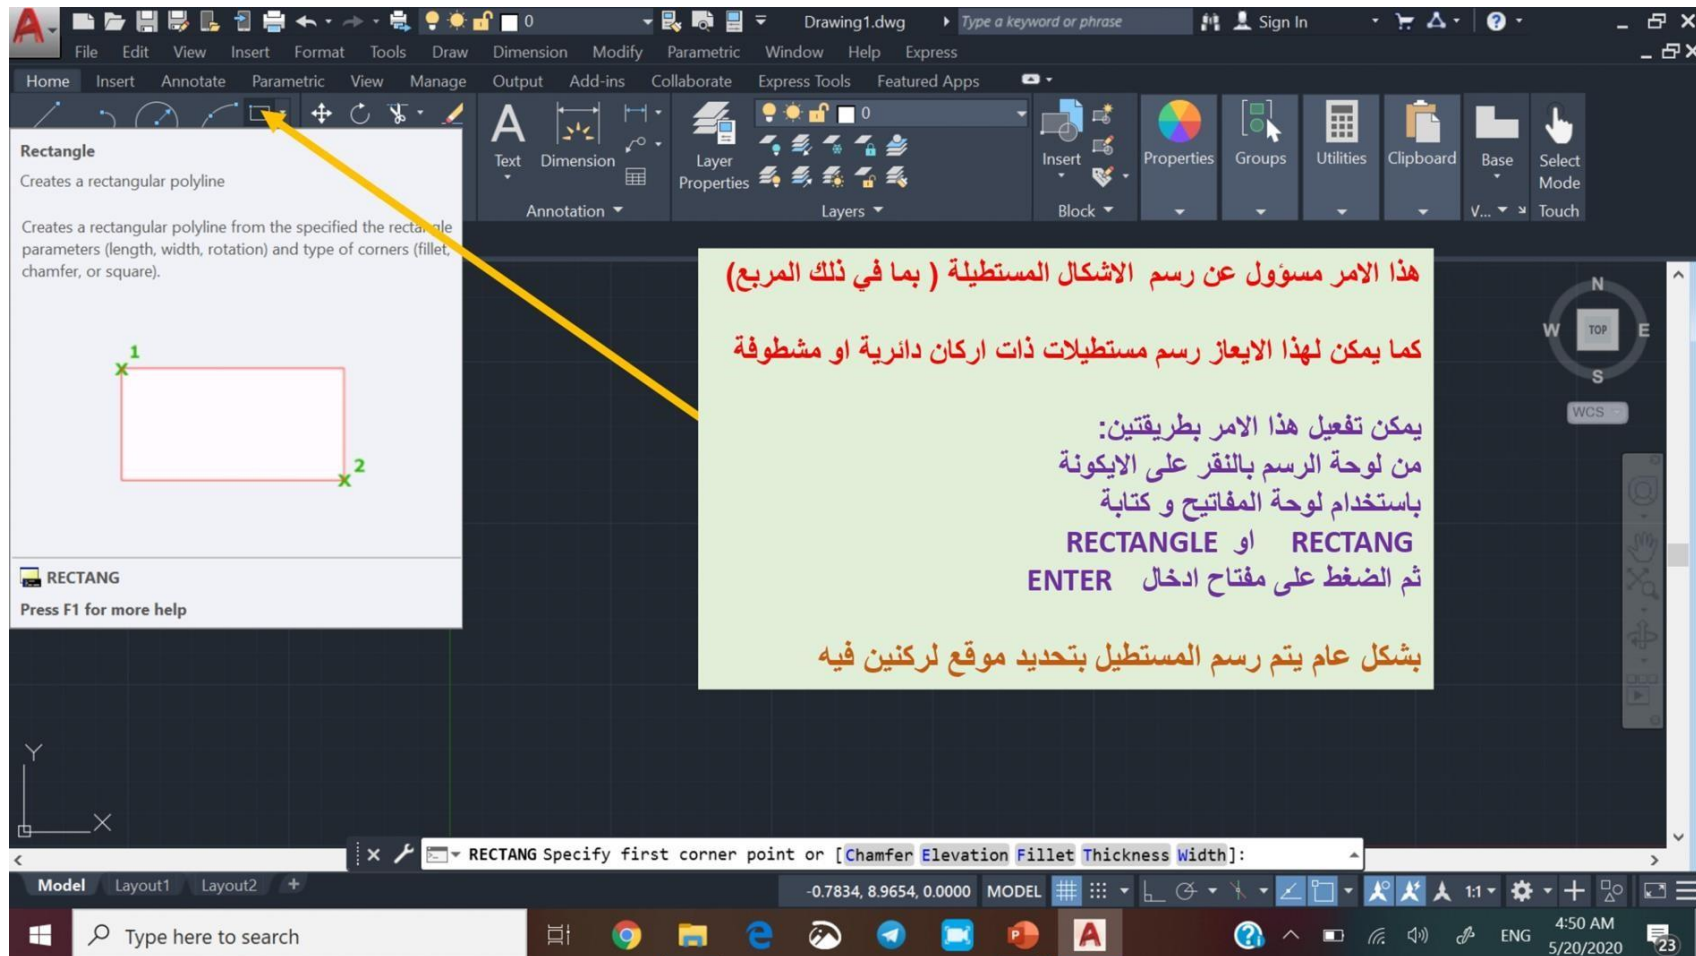 Drawing1.dwg
Type a keyword or phrase
Sign In
0
File Edit View Insert Format Tools Draw Dimension Modify Parametric Window Help Express
Home Insert Annotate Parametric View Manage Output Add-ins Collaborate Express Tools Featured Apps
0
Text
Dimension
Layer
Properties
Insert
Properties
Groups
Utilities
Clipboard
Base
Select
Mode
Annotation
Layers
Block
V...
Touch
Rectangle
Creates a rectangular polyline
Creates a rectangular polyline from the specified the rectangle
parameters (length, width, rotation) and type of corners (fillet,
chamfer, or square).
1
2
RECTANG
Press F1 for more help
هذا الامر مسؤول عن رسم الاشكال المستطيلة ( بما في ذلك المربع)
كما يمكن لهذا الايعاز رسم مستطيلات ذات اركان دائرية او مشطوفة
يمكن تفعيل هذا الامر بطريقتين:
من لوحة الرسم بالنقر على الايكونة
باستخدام لوحة المفاتيح و كتابة
RECTANG او RECTANGLE
ثم الضغط على مفتاح ادخال ENTER
بشكل عام يتم رسم المستطيل بتحديد موقع لركنين فيه
N
W TOP E
S
WCS
Y
X
RECTANG Specify first corner point or [Chamfer Elevation Fillet Thickness Width]:
Model Layout1 Layout2 +
-0.7834, 8.9654, 0.0000 MODEL
1:1
Type here to search
ENG
4:50 AM
5/20/2020
23